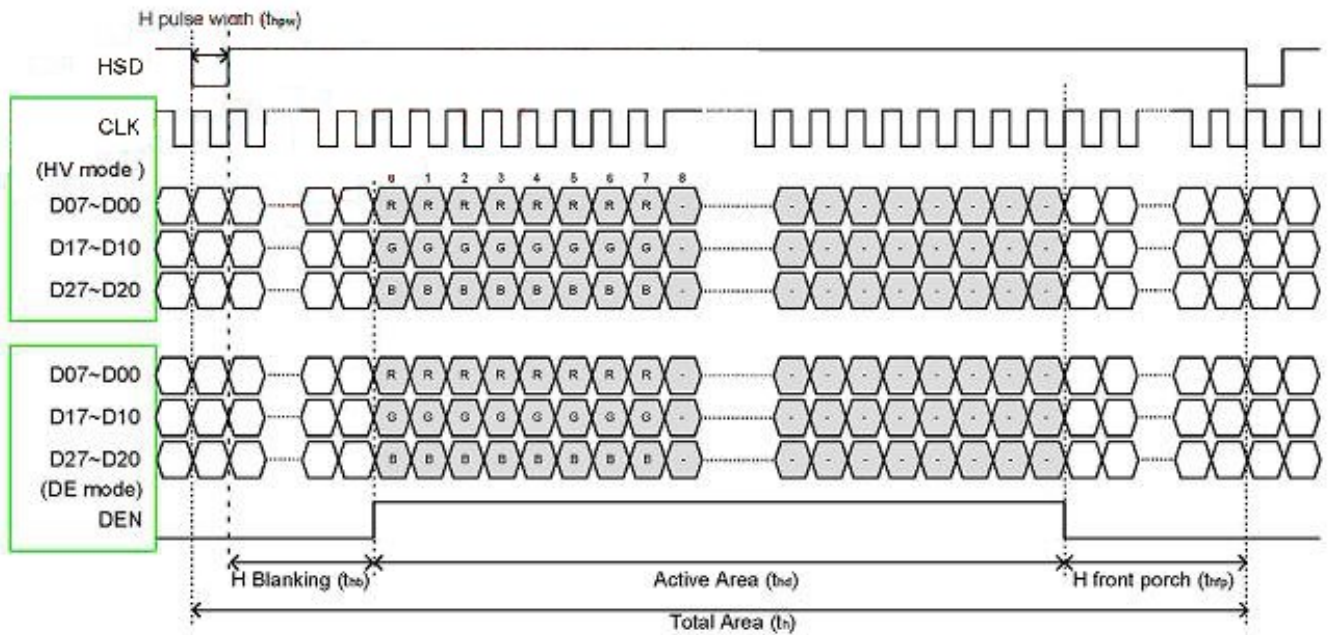 H pulse width (thpw)
HSD
CLK
(HV mode )
0 1 2 3 4 5 6 7 8
D07~D00 R R R R R R R R - - - - - - - - -
D17~D10 G G G G G G G G - - - - - - - - -
D27~D20 B B B B B B B B - - - - - - - - -
D07~D00 R R R R R R R R - - - - - - - - -
D17~D10 G G G G G G G G - - - - - - - - -
D27~D20 B B B B B B B B - - - - - - - - -
(DE mode)
DEN
H Blanking (thb) Active Area (thd) H front porch (thfp)
Total Area (th)